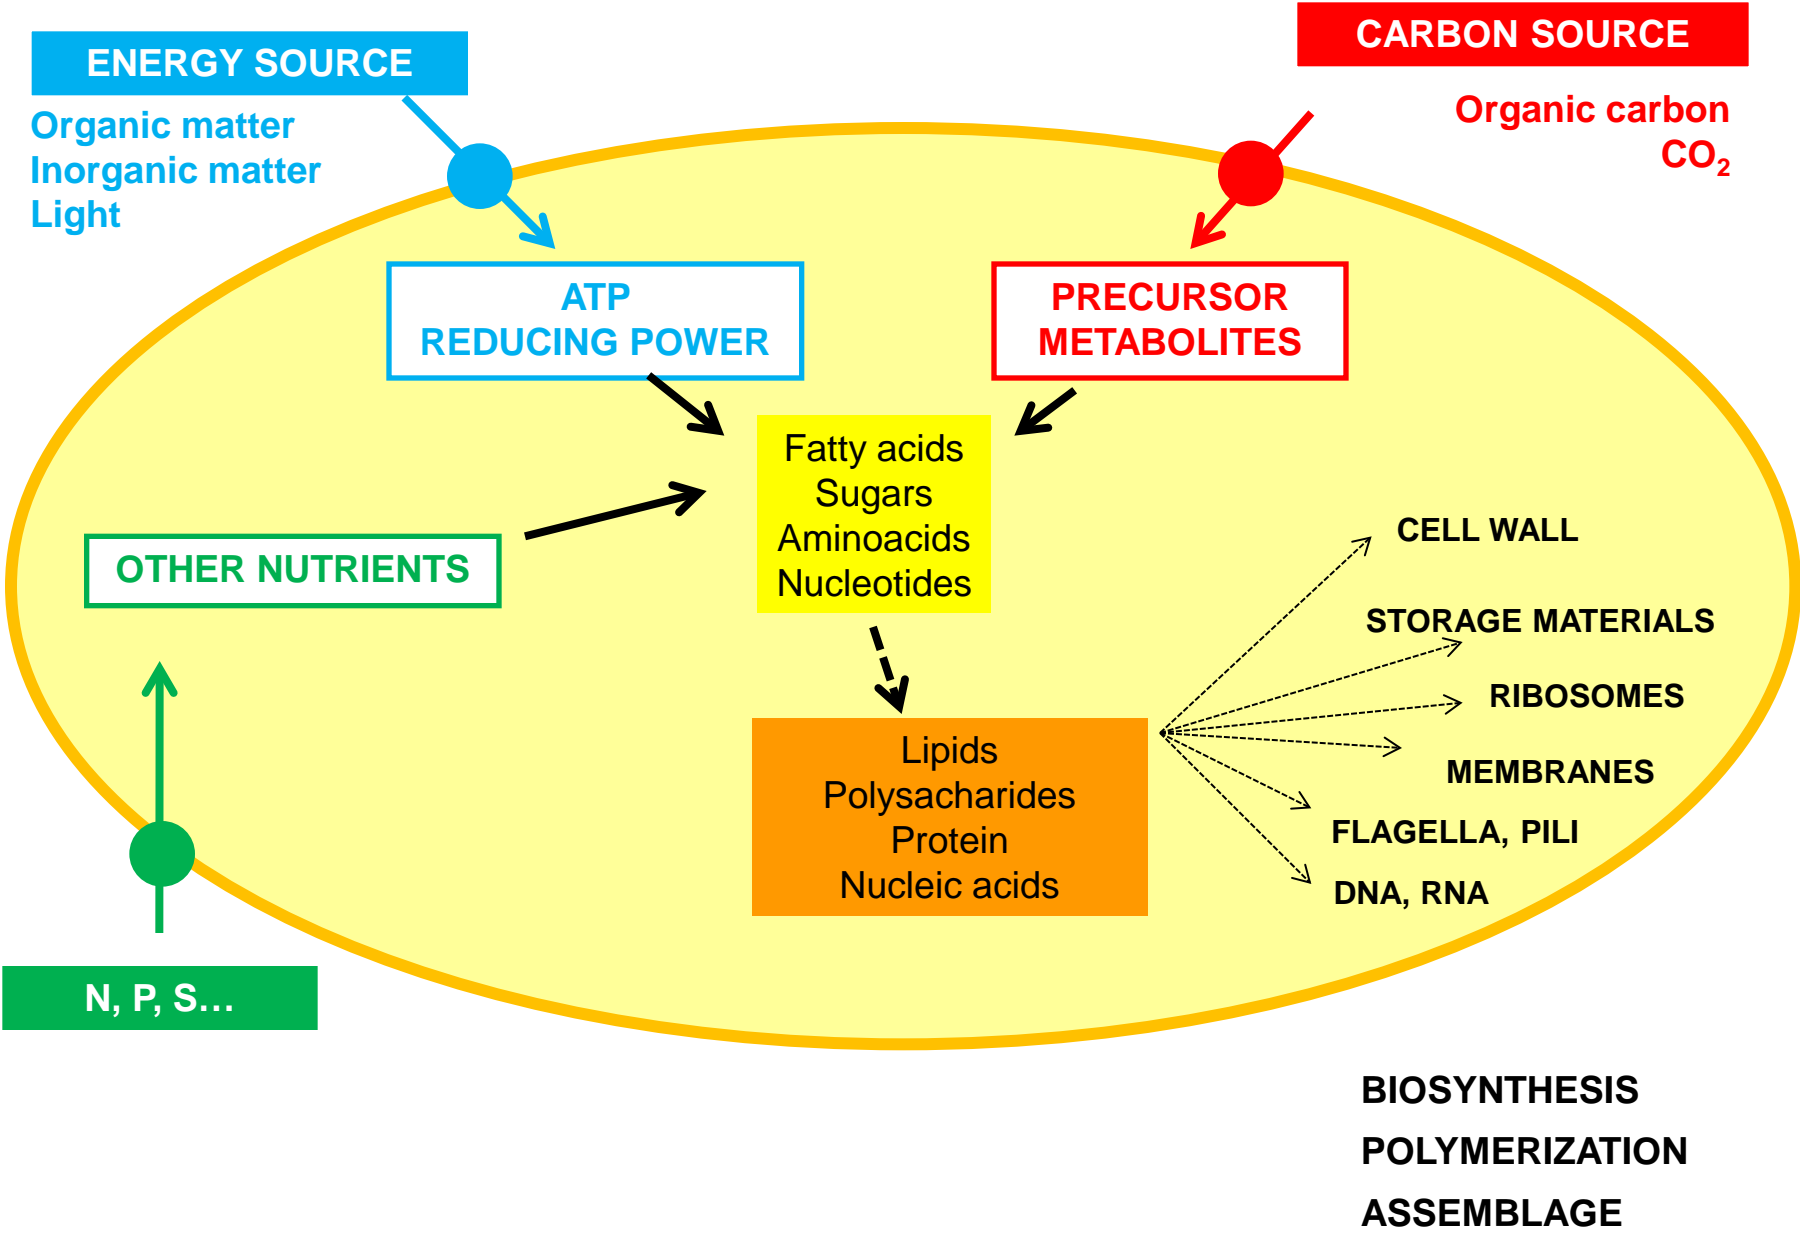 ENERGY SOURCE
Organic matter
Inorganic matter
Light
CARBON SOURCE
Organic carbon
CO₂
ATP
REDUCING POWER
PRECURSOR
METABOLITES
Fatty acids
Sugars
Aminoacids
Nucleotides
OTHER NUTRIENTS
Lipids
Polysacharides
Protein
Nucleic acids
CELL WALL
STORAGE MATERIALS
RIBOSOMES
MEMBRANES
FLAGELLA, PILI
DNA, RNA
N, P, S...
BIOSYNTHESIS
POLYMERIZATION
ASSEMBLAGE